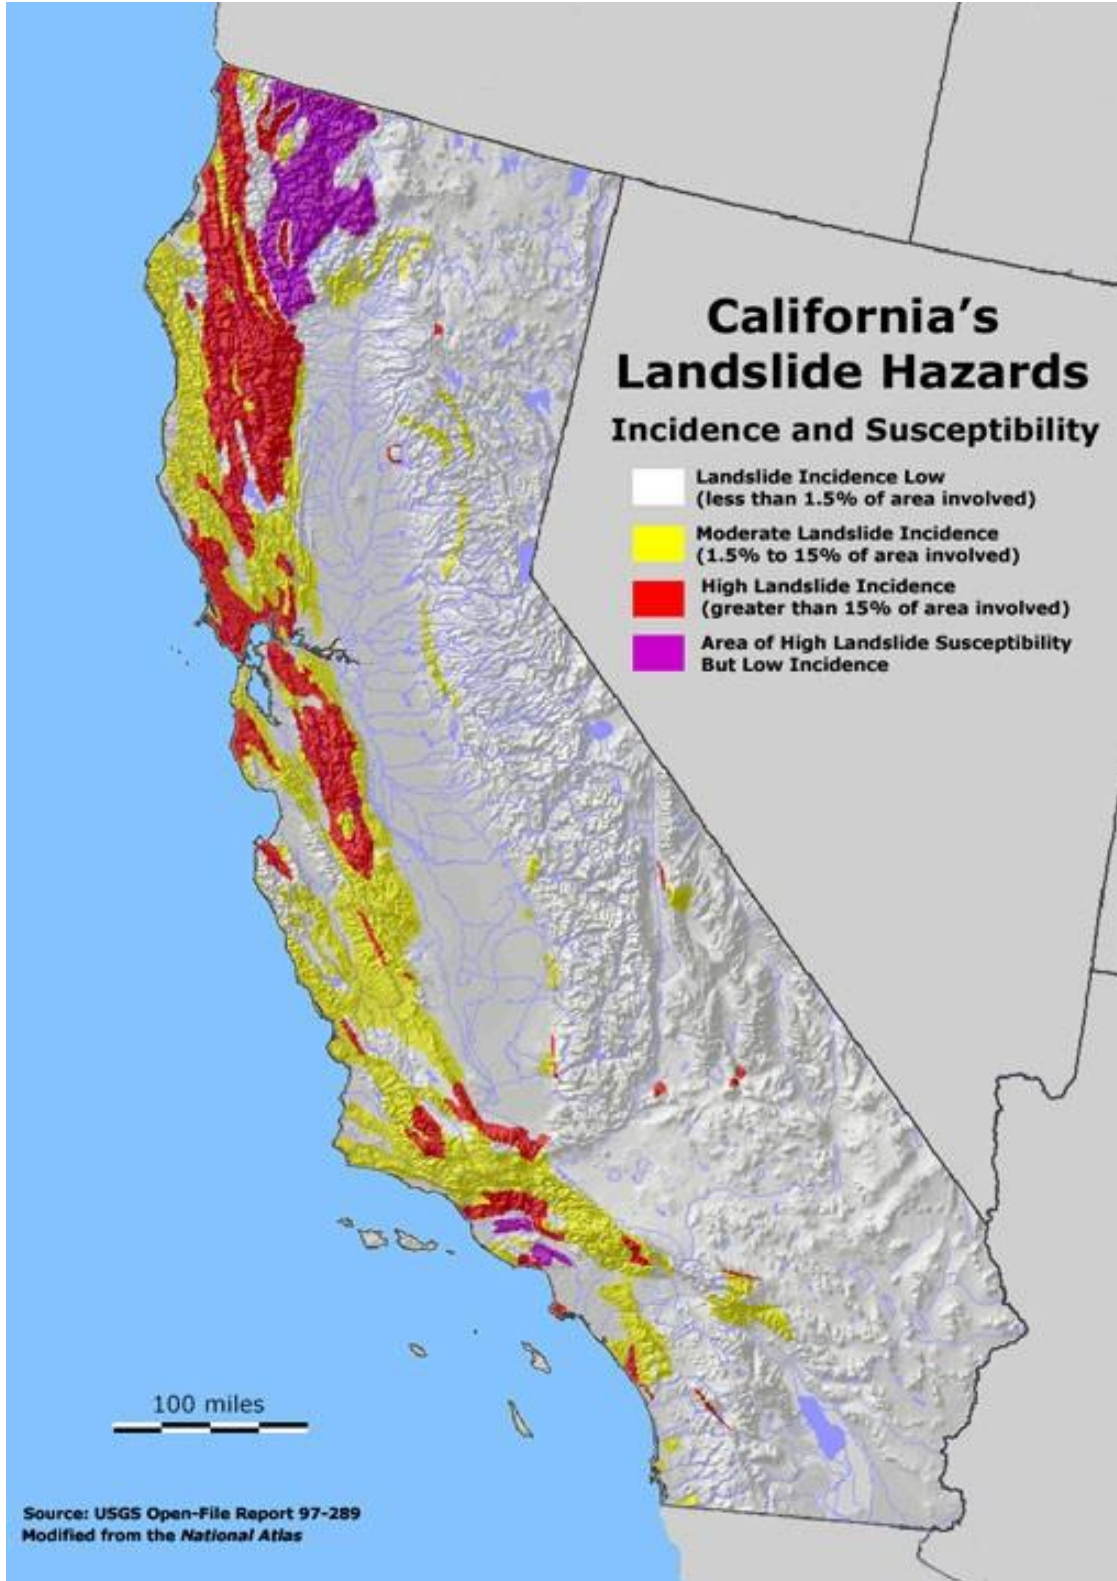 California's
Landslide Hazards
Incidence and Susceptibility
Landslide Incidence Low
(less than 1.5% of area involved)
Moderate Landslide Incidence
(1.5% to 15% of area involved)
High Landslide Incidence
(greater than 15% of area involved)
Area of High Landslide Susceptibility
But Low Incidence
100 miles
Source: USGS Open-File Report 97-289
Modified from the National Atlas